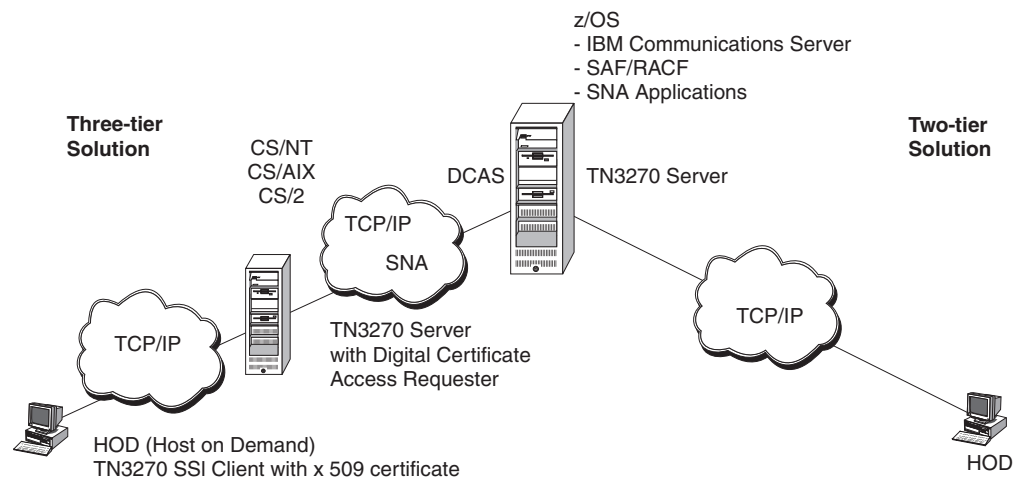 z/OS
- IBM Communications Server
- SAF/RACF
- SNA Applications
Three-tier
Solution
Two-tier
Solution
CS/NT
CS/AIX
CS/2
DCAS
TN3270 Server
TCP/IP
SNA
TCP/IP
TCP/IP
TN3270 Server
with Digital Certificate
Access Requester
HOD (Host on Demand)
TN3270 SSl Client with x 509 certificate
HOD